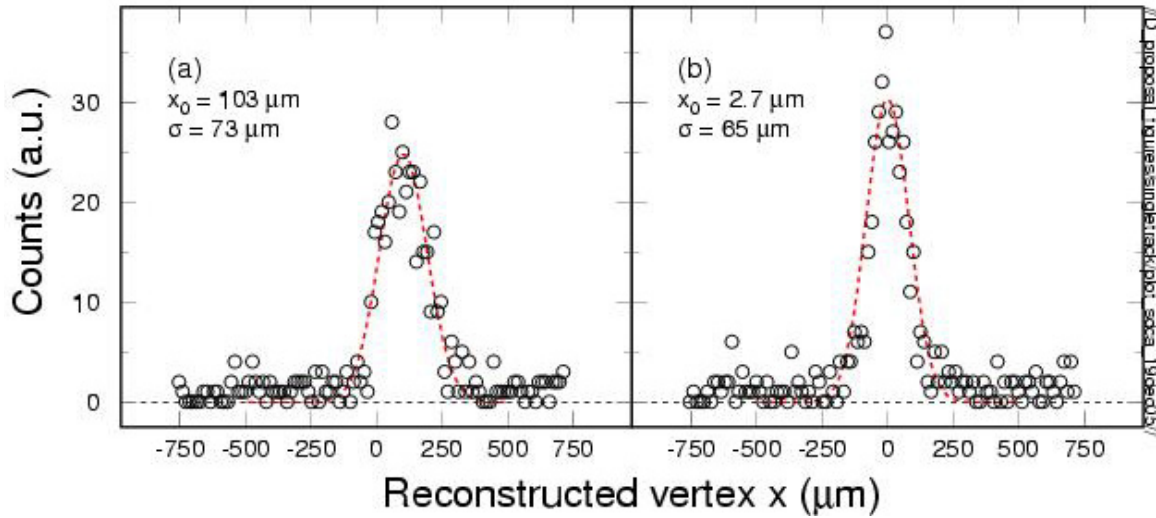 Counts (a.u.)
30
20
10
0
(a)
x₀ = 103 μm
σ = 73 μm
(b)
x₀ = 2.7 μm
σ = 65 μm
-750 -500 -250 0 250 500 750
-750 -500 -250 0 250 500 750
Reconstructed vertex x (μm)